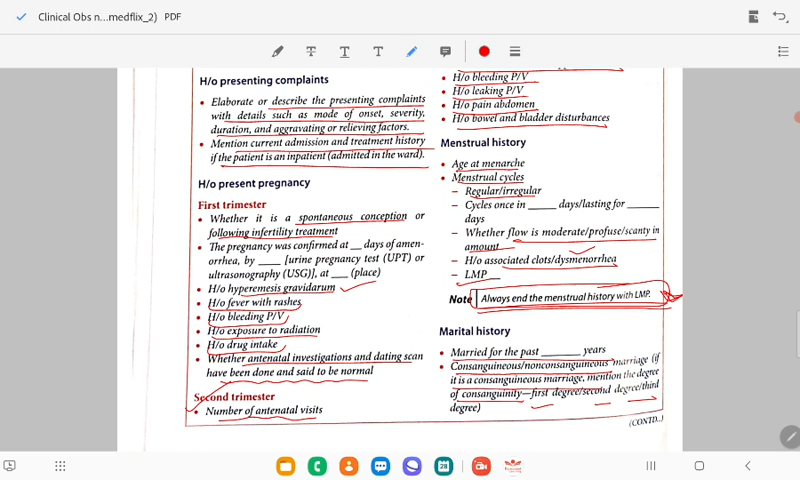 Clinical Obs n...medflix_2) PDF
H/o presenting complaints
• Elaborate or describe the presenting complaints
with details such as mode of onset, severity,
duration, and aggravating or relieving factors.
• Mention current admission and treatment history
if the patient is an inpatient (admitted in the ward).
H/o present pregnancy
First trimester
• Whether it is a spontaneous conception or
following infertility treatment
• The pregnancy was confirmed at __ days of amen-
orrhea, by ____ [urine pregnancy test (UPT) or
ultrasonography (USG)], at ___ (place)
• H/o hyperemesis gravidarum
• H/o fever with rashes
• H/o bleeding P/V
• H/o exposure to radiation
• H/o drug intake
• Whether antenatal investigations and dating scan
have been done and said to be normal
Second trimester
• Number of antenatal visits
• H/o bleeding P/V
• H/o leaking P/V
• H/o pain abdomen
• H/o bowel and bladder disturbances
Menstrual history
• Age at menarche
• Menstrual cycles
– Regular/irregular
– Cycles once in _____ days/lasting for _____
days
– Whether flow is moderate/profuse/scanty in
amount
– H/o associated clots/dysmenorrhea
– LMP
Note Always end the menstrual history with LMP.
Marital history
• Married for the past _______ years
• Consanguineous/nonconsanguineous marriage (if
it is a consanguineous marriage, mention the degree
of consanguinity—first degree/second degree/third
degree)
(CONTD..)
28